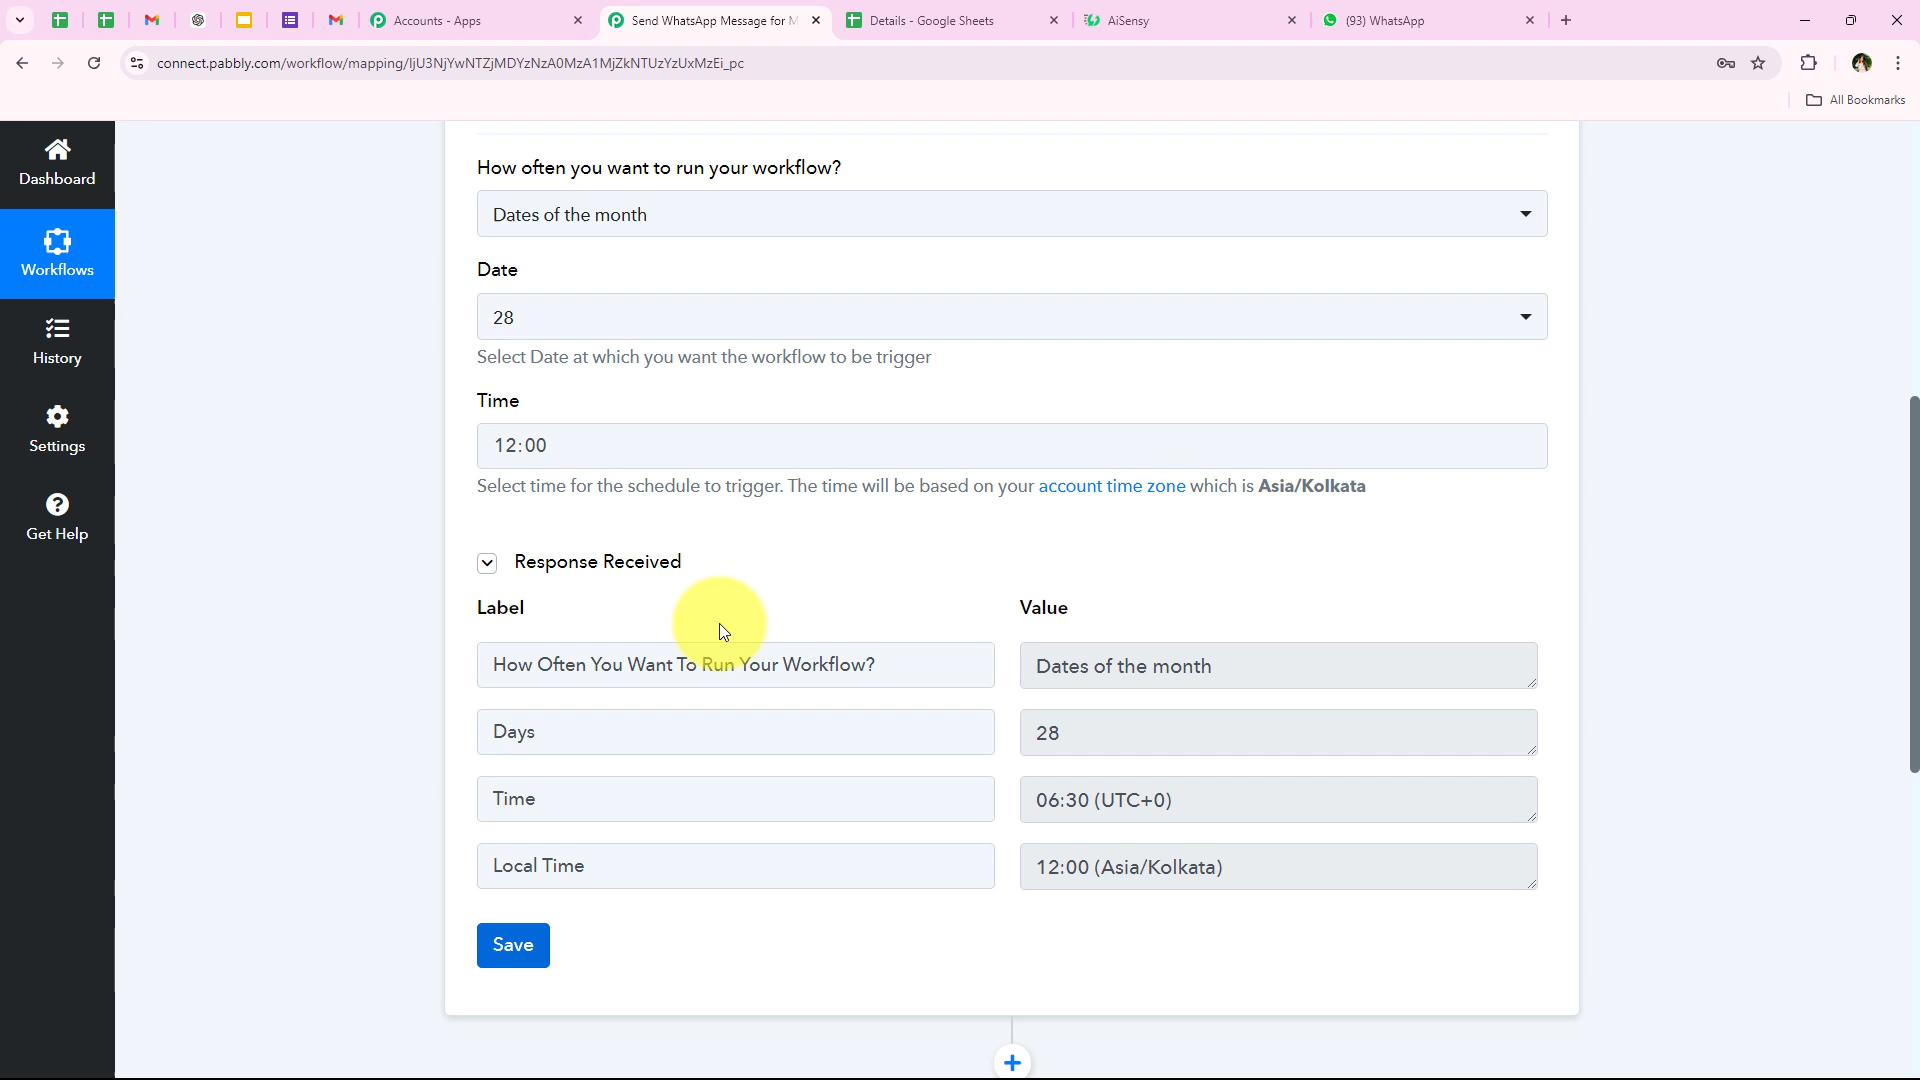 Accounts - Apps
Send WhatsApp Message for M
Details - Google Sheets
AiSensy
(93) WhatsApp
connect.pabbly.com/workflow/mapping/IjU3NjYwNTZjMDYzNzA0MzA1MjZkNTUzYzUxMzEi_pc
All Bookmarks
Dashboard
Workflows
History
Settings
Get Help
How often you want to run your workflow?
Dates of the month
Date
28
Select Date at which you want the workflow to be trigger
Time
12:00
Select time for the schedule to trigger. The time will be based on your account time zone which is Asia/Kolkata
Response Received
Label Value
How Often You Want To Run Your Workflow? Dates of the month
Days 28
Time 06:30 (UTC+0)
Local Time 12:00 (Asia/Kolkata)
Save